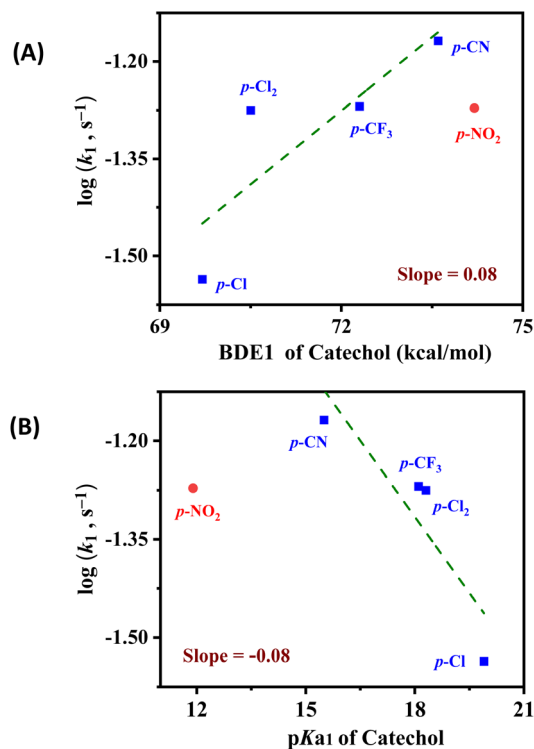 (A)
log (k₁ , s⁻¹)
-1.20
-1.35
-1.50
p-CN
p-Cl₂
p-CF₃
p-NO₂
p-Cl
Slope = 0.08
69
72
75
BDE1 of Catechol (kcal/mol)
(B)
log (k₁ , s⁻¹)
-1.20
-1.35
-1.50
p-CN
p-CF₃
p-Cl₂
p-NO₂
p-Cl
Slope = -0.08
12
15
18
21
pKa1 of Catechol